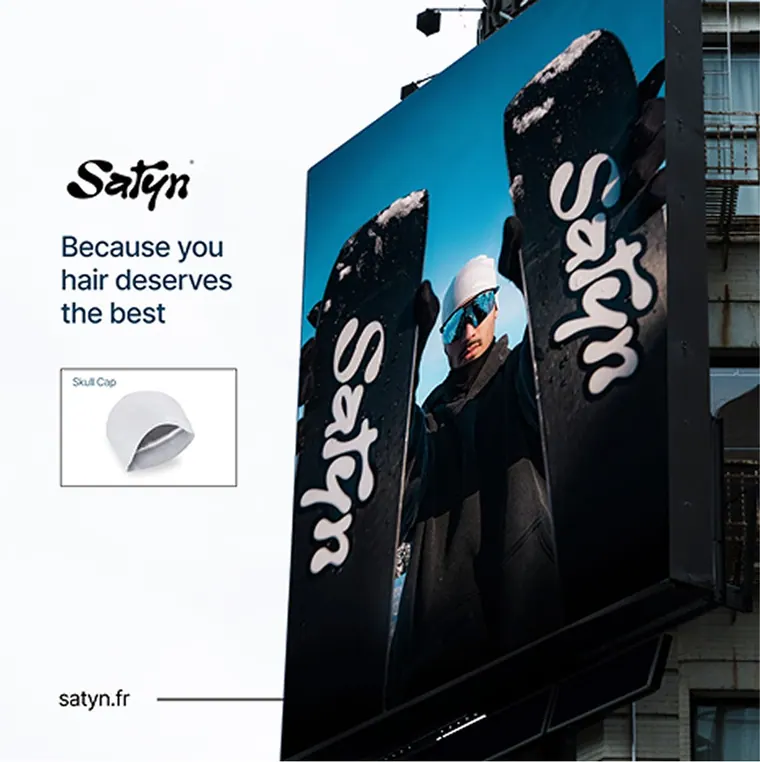 Satyn
Because you
hair deserves
the best
Skull Cap
satyn.fr
Satyn
Satyn